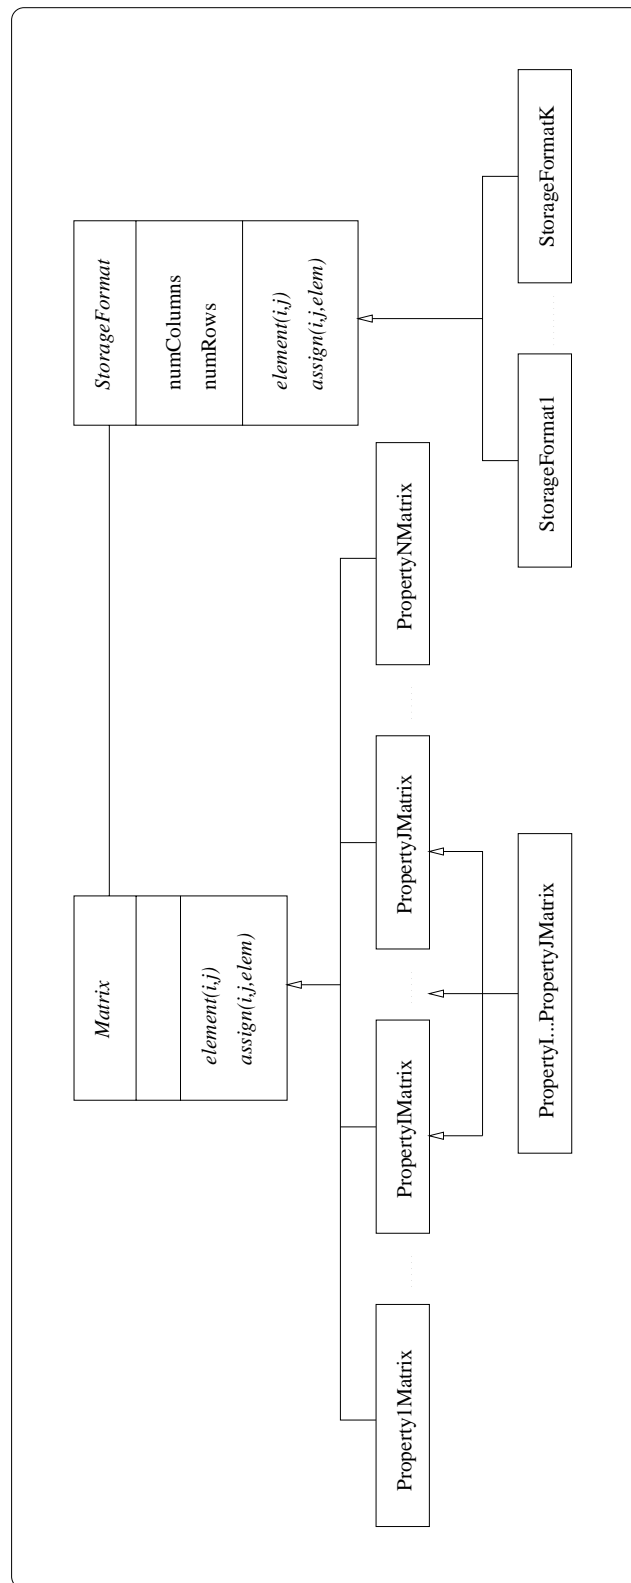 Matrix
element(i,j)
assign(i,j,elem)
StorageFormat
numColumns
numRows
element(i,j)
assign(i,j,elem)
Property1Matrix
PropertyIMatrix
PropertyJMatrix
PropertyNMatrix
PropertyI...PropertyJMatrix
StorageFormat1
StorageFormatK